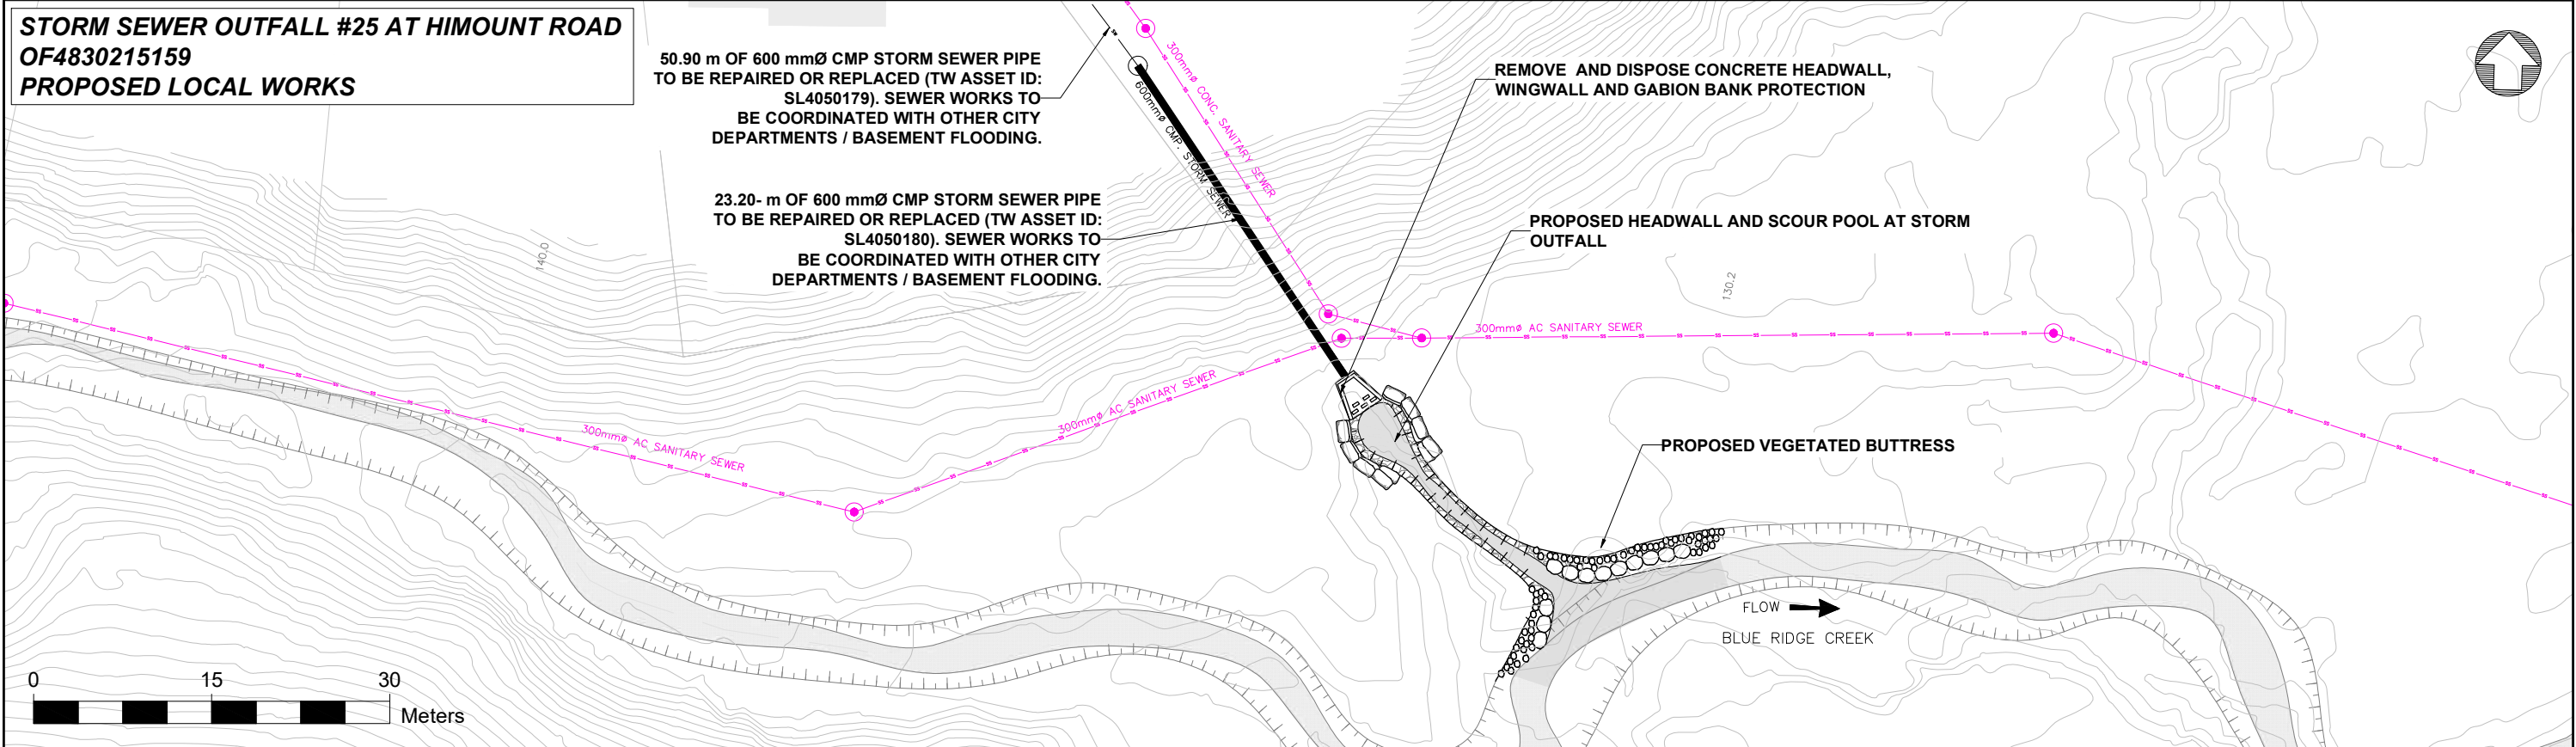 STORM SEWER OUTFALL #25 AT HIMOUNT ROAD
OF4830215159
PROPOSED LOCAL WORKS
50.90 m OF 600 mmØ CMP STORM SEWER PIPE
TO BE REPAIRED OR REPLACED (TW ASSET ID:
SL4050179). SEWER WORKS TO
BE COORDINATED WITH OTHER CITY
DEPARTMENTS / BASEMENT FLOODING.
23.20- m OF 600 mmØ CMP STORM SEWER PIPE
TO BE REPAIRED OR REPLACED (TW ASSET ID:
SL4050180). SEWER WORKS TO
BE COORDINATED WITH OTHER CITY
DEPARTMENTS / BASEMENT FLOODING.
300mmø CONC. SANITARY SEWER
600mmø CMP. STORM SEWER
REMOVE AND DISPOSE CONCRETE HEADWALL,
WINGWALL AND GABION BANK PROTECTION
PROPOSED HEADWALL AND SCOUR POOL AT STORM
OUTFALL
140.0
130.2
300mmø AC SANITARY SEWER
300mmø AC SANITARY SEWER
300mmø AC SANITARY SEWER
PROPOSED VEGETATED BUTTRESS
FLOW
BLUE RIDGE CREEK
0 15 30
Meters